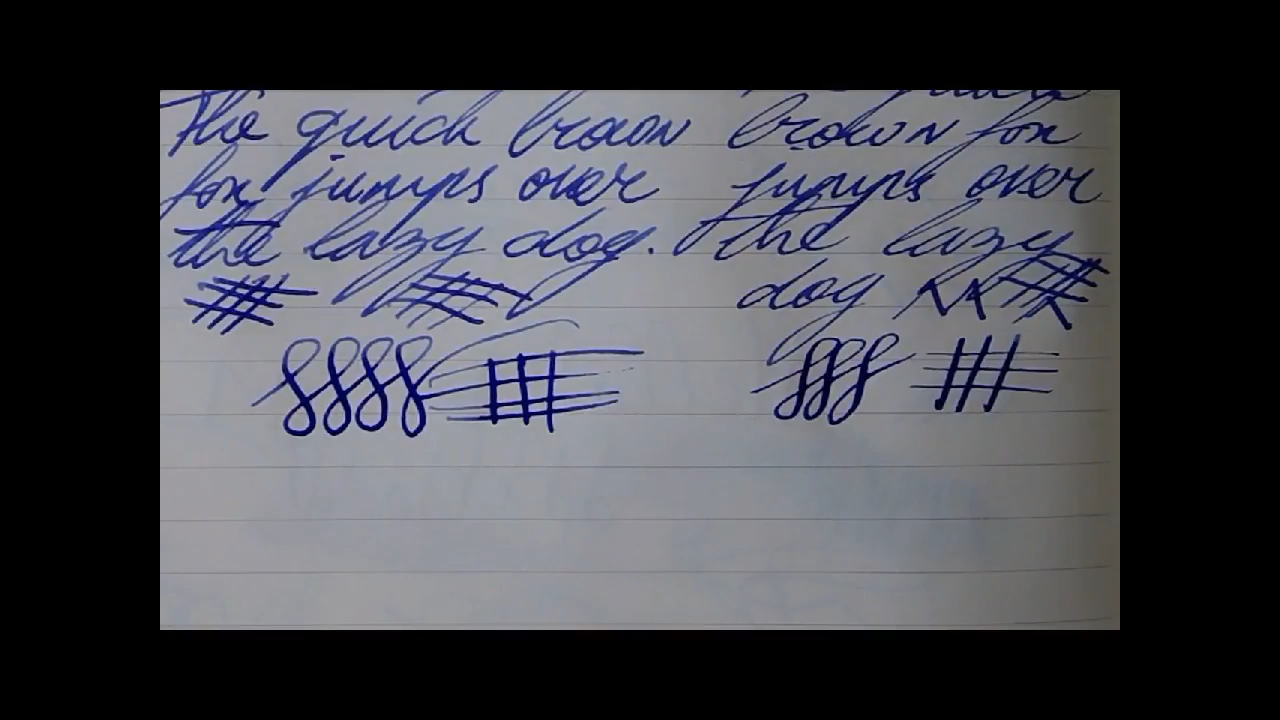 The quick brown
fox jumps over
the lazy dog.
brown fox
jumps over
the lazy
dog